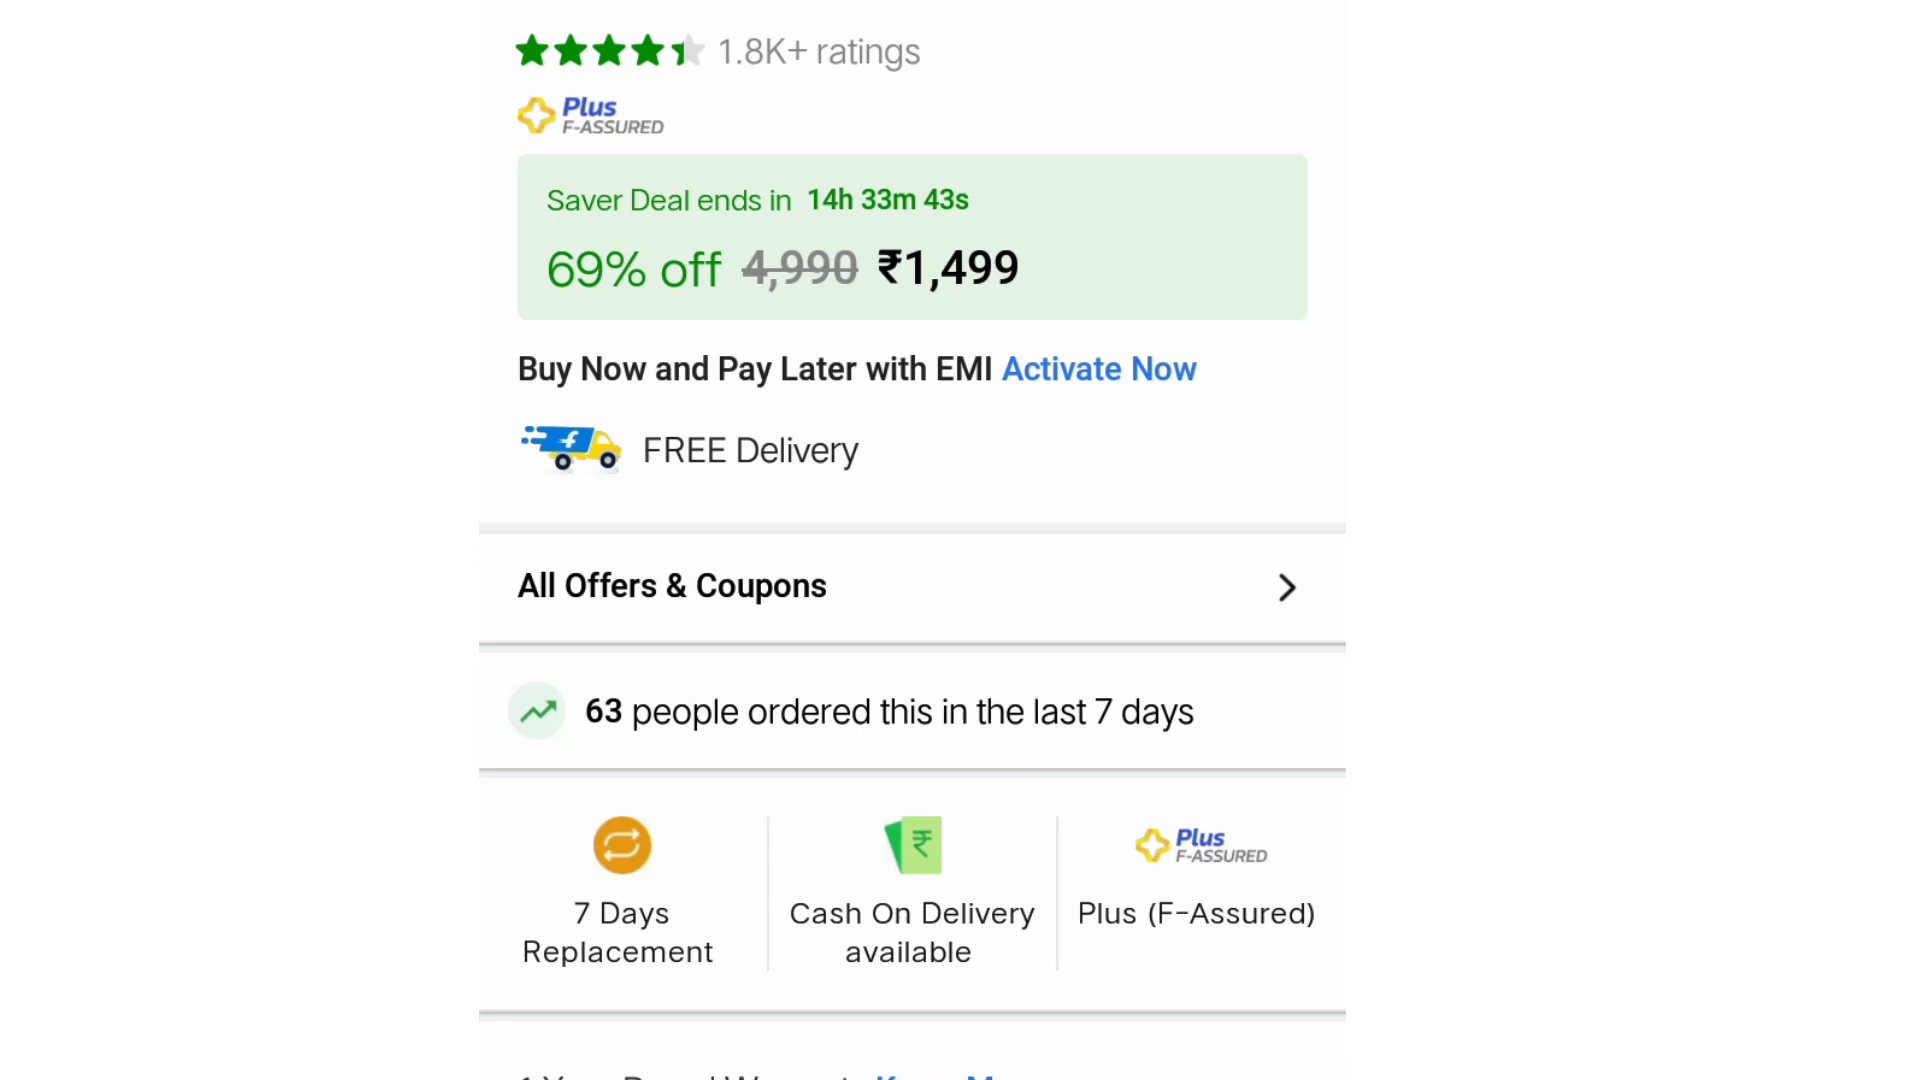 1.8K+ ratings
Plus
F-ASSURED
Saver Deal ends in 14h 33m 43s
69% off 4,990 ₹1,499
Buy Now and Pay Later with EMI Activate Now
f FREE Delivery
All Offers & Coupons
63 people ordered this in the last 7 days
₹
Plus
F-ASSURED
7 Days
Replacement
Cash On Delivery
available
Plus (F-Assured)